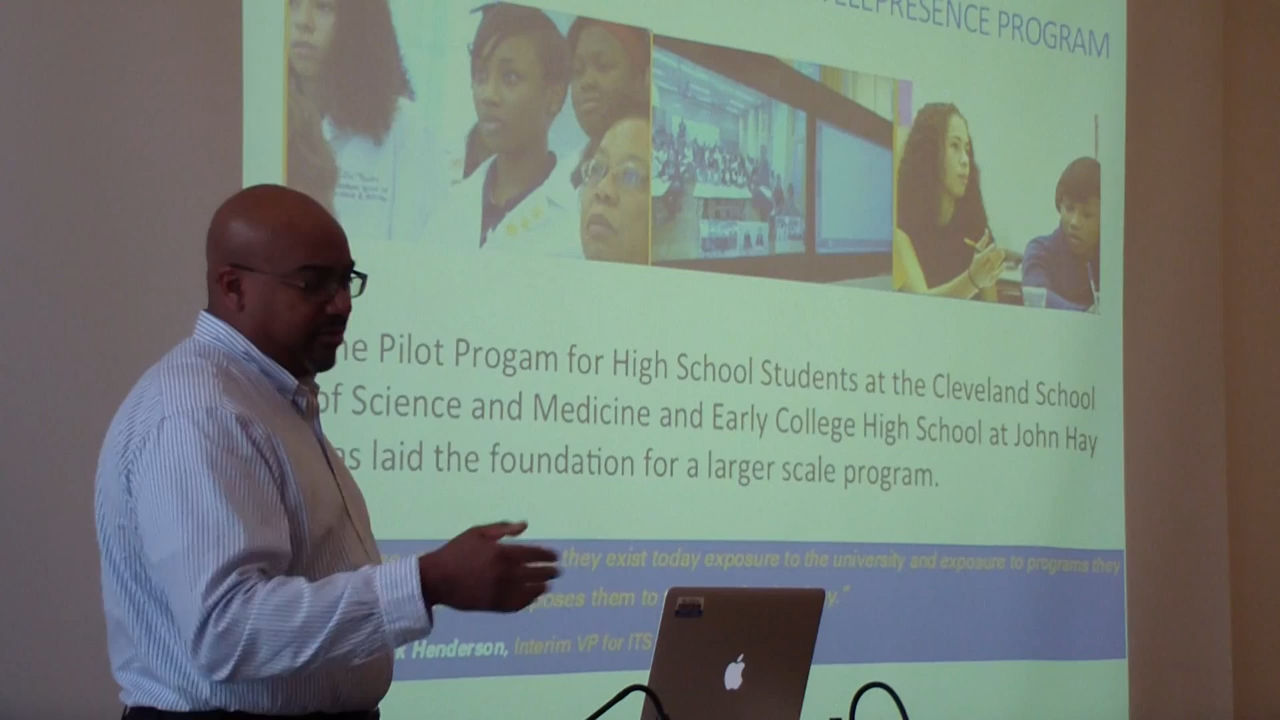 TELEPRESENCE PROGRAM
he Pilot Progam for High School Students at the Cleveland School
of Science and Medicine and Early College High School at John Hay
as laid the foundation for a larger scale program.
they exist today exposure to the university and exposure to programs they
poses them to y."
k Henderson, Interim VP for ITS